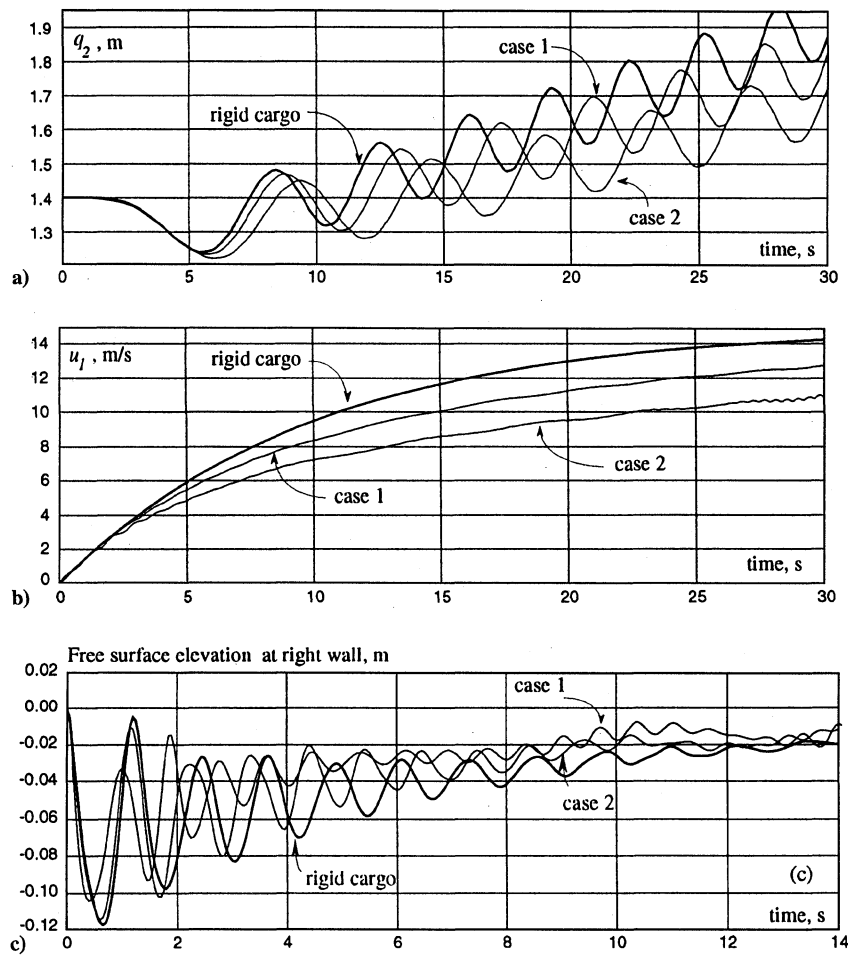 1.9
q₂ , m
case 1
1.8
1.7
rigid cargo
1.6
1.5
1.4
case 2
1.3
time, s
0 5 10 15 20 25 30
a)
14
u₁ , m/s
rigid cargo
12
10
8
case 2
6
case 1
4
2
time, s
0
0 5 10 15 20 25 30
b)
Free surface elevation at right wall, m
0.02
case 1
0.00
-0.02
-0.04
case 2
-0.06
-0.08
rigid cargo
(c)
-0.10
time, s
-0.12
0 2 4 6 8 10 12 14
c)